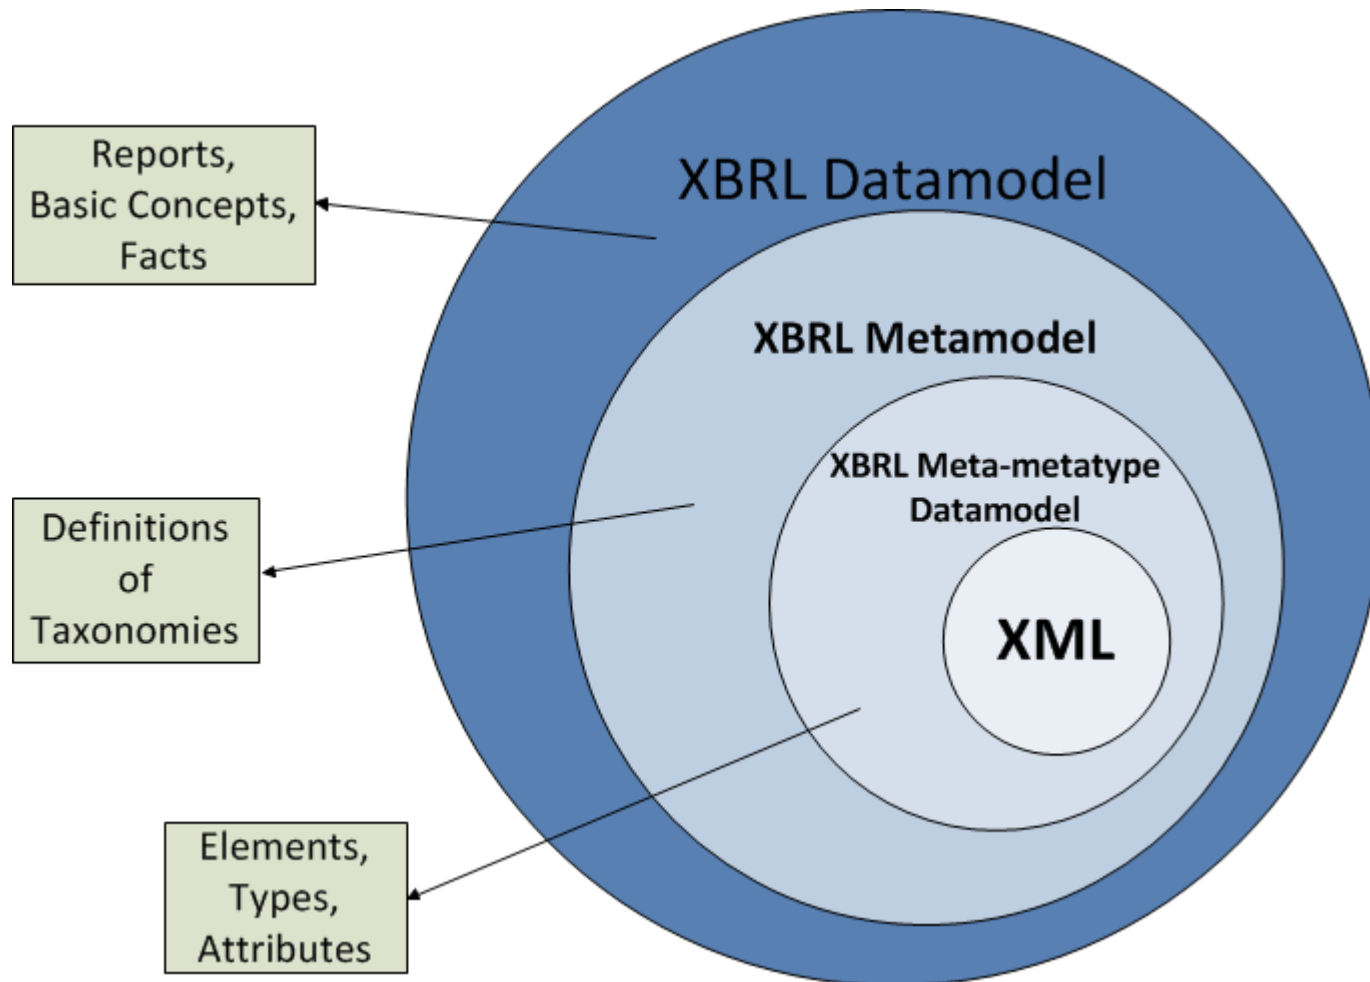 Reports,
Basic Concepts,
Facts
XBRL Datamodel
XBRL Metamodel
XBRL Meta-metatype
Datamodel
Definitions
of
Taxonomies
XML
Elements,
Types,
Attributes